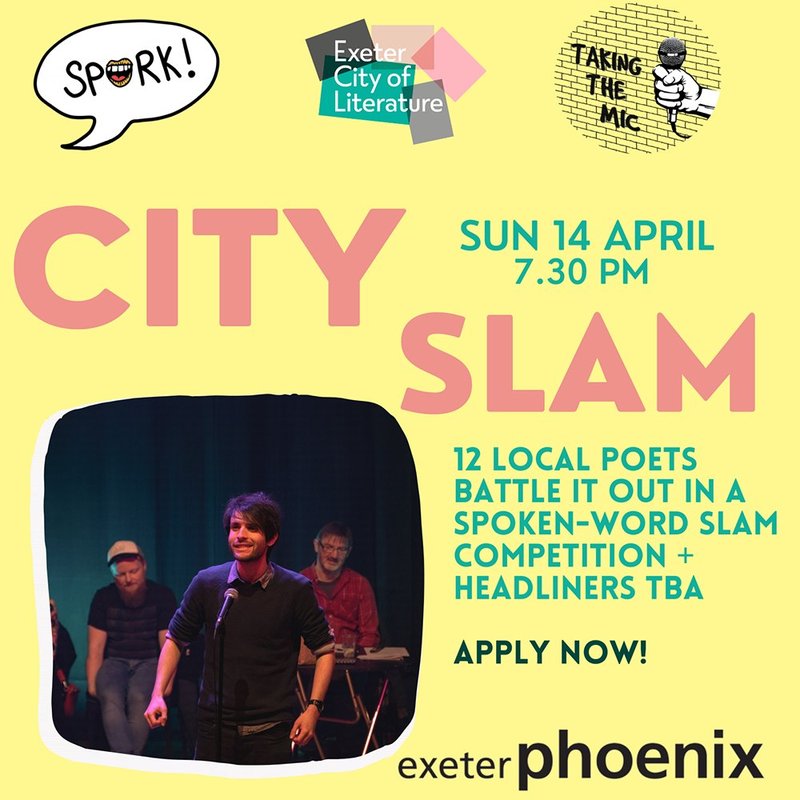 SPORK!
Exeter
City of
Literature
TAKING
THE
MIC
CITY
SUN 14 APRIL
7.30 PM
SLAM
12 LOCAL POETS
BATTLE IT OUT IN A
SPOKEN-WORD SLAM
COMPETITION +
HEADLINERS TBA
APPLY NOW!
exeter phoenix